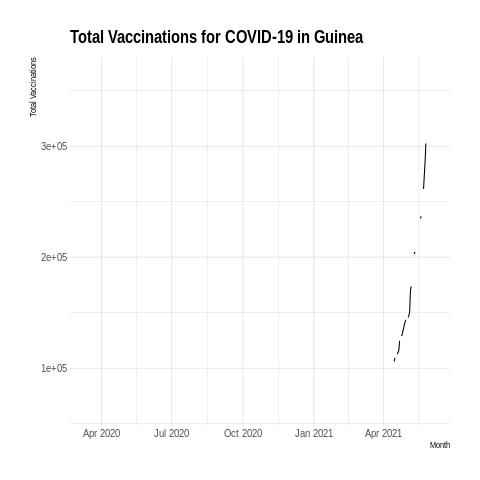 Total Vaccinations for COVID-19 in Guinea
Total Vaccinations
3e+05
2e+05
1e+05
Apr 2020 Jul 2020 Oct 2020 Jan 2021 Apr 2021
Month